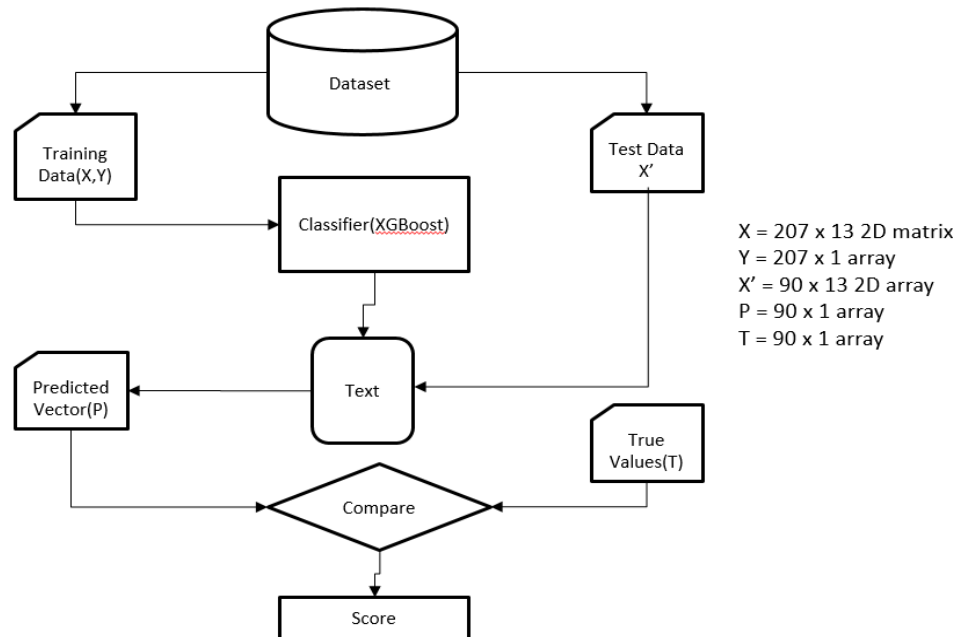 Dataset
Training
Data(X,Y)
Test Data
X’
Classifier(XGBoost)
X = 207 x 13 2D matrix
Y = 207 x 1 array
X’ = 90 x 13 2D array
P = 90 x 1 array
T = 90 x 1 array
Text
Predicted
Vector(P)
True
Values(T)
Compare
Score